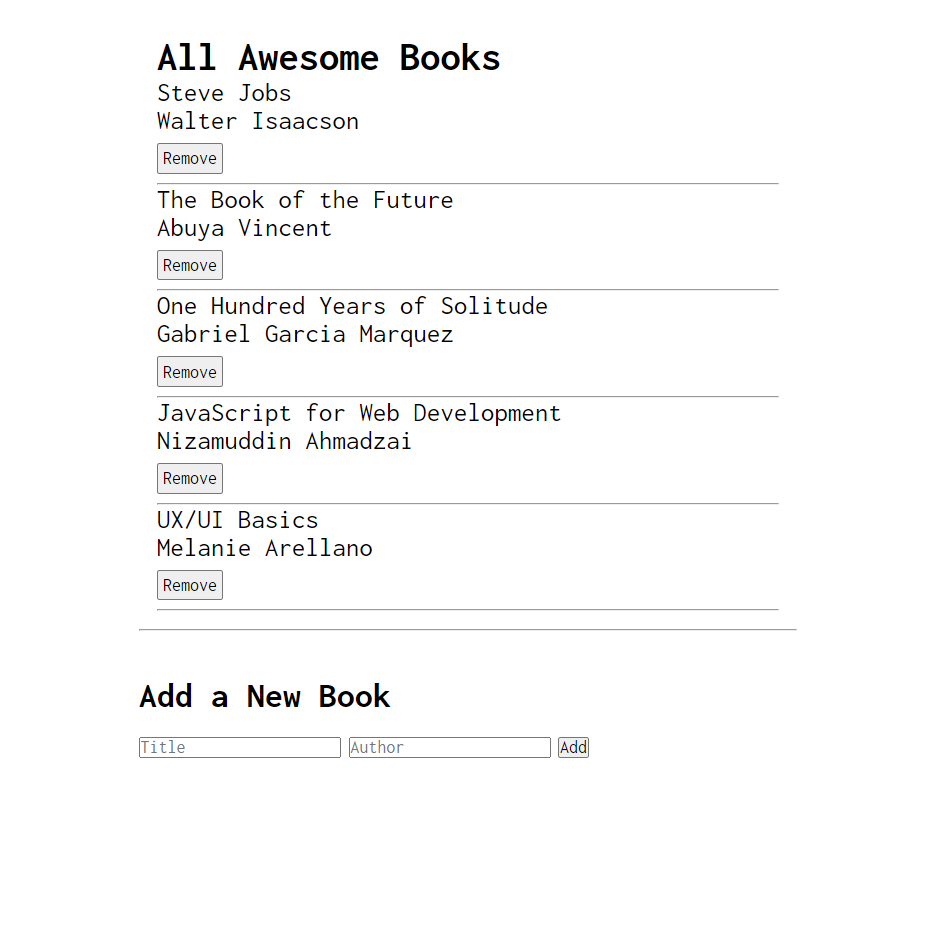 All Awesome Books
Steve Jobs
Walter Isaacson
Remove
The Book of the Future
Abuya Vincent
Remove
One Hundred Years of Solitude
Gabriel Garcia Marquez
Remove
JavaScript for Web Development
Nizamuddin Ahmadzai
Remove
UX/UI Basics
Melanie Arellano
Remove
Add a New Book
Title Author Add